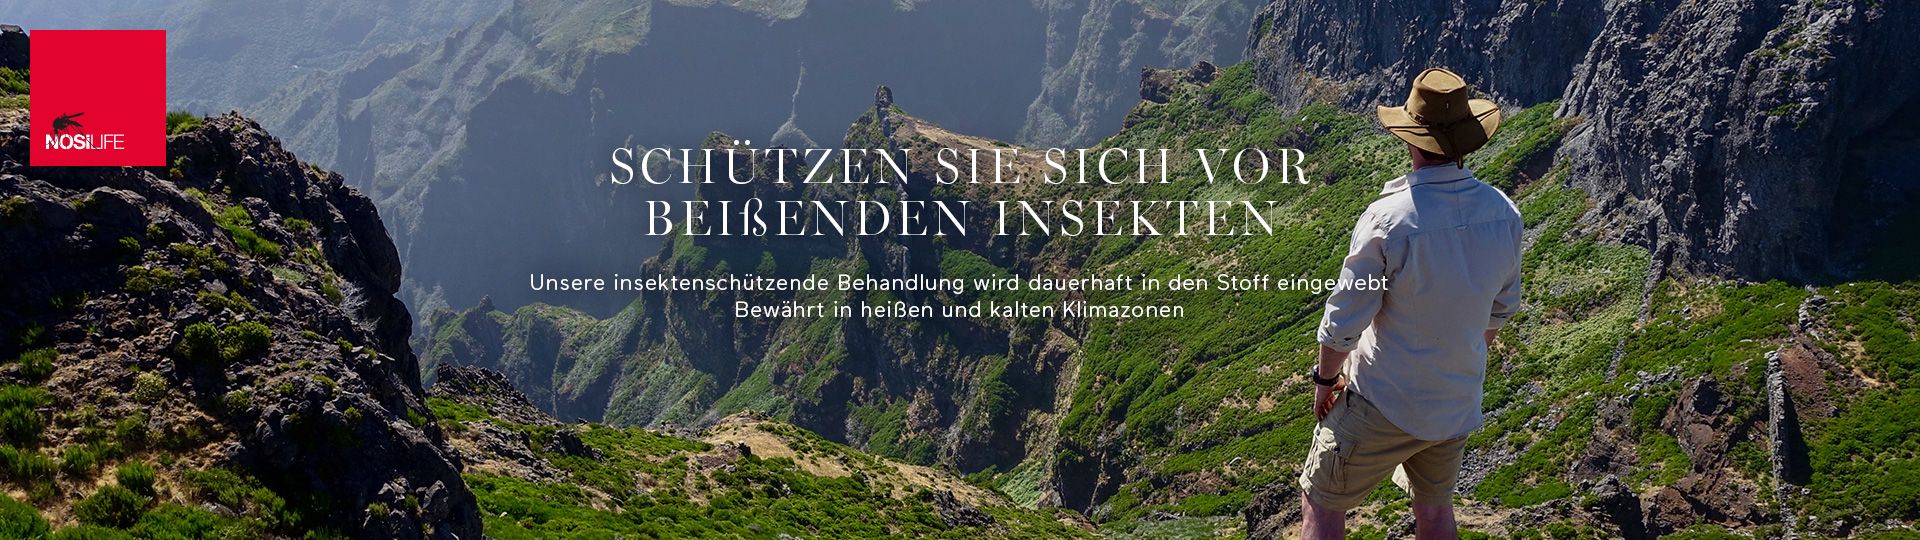 NOSiLIFE
SCHÜTZEN SIE SICH VOR
BEIßENDEN INSEKTEN
Unsere insektenschützende Behandlung wird dauerhaft in den Stoff eingewebt
Bewährt in heißen und kalten Klimazonen